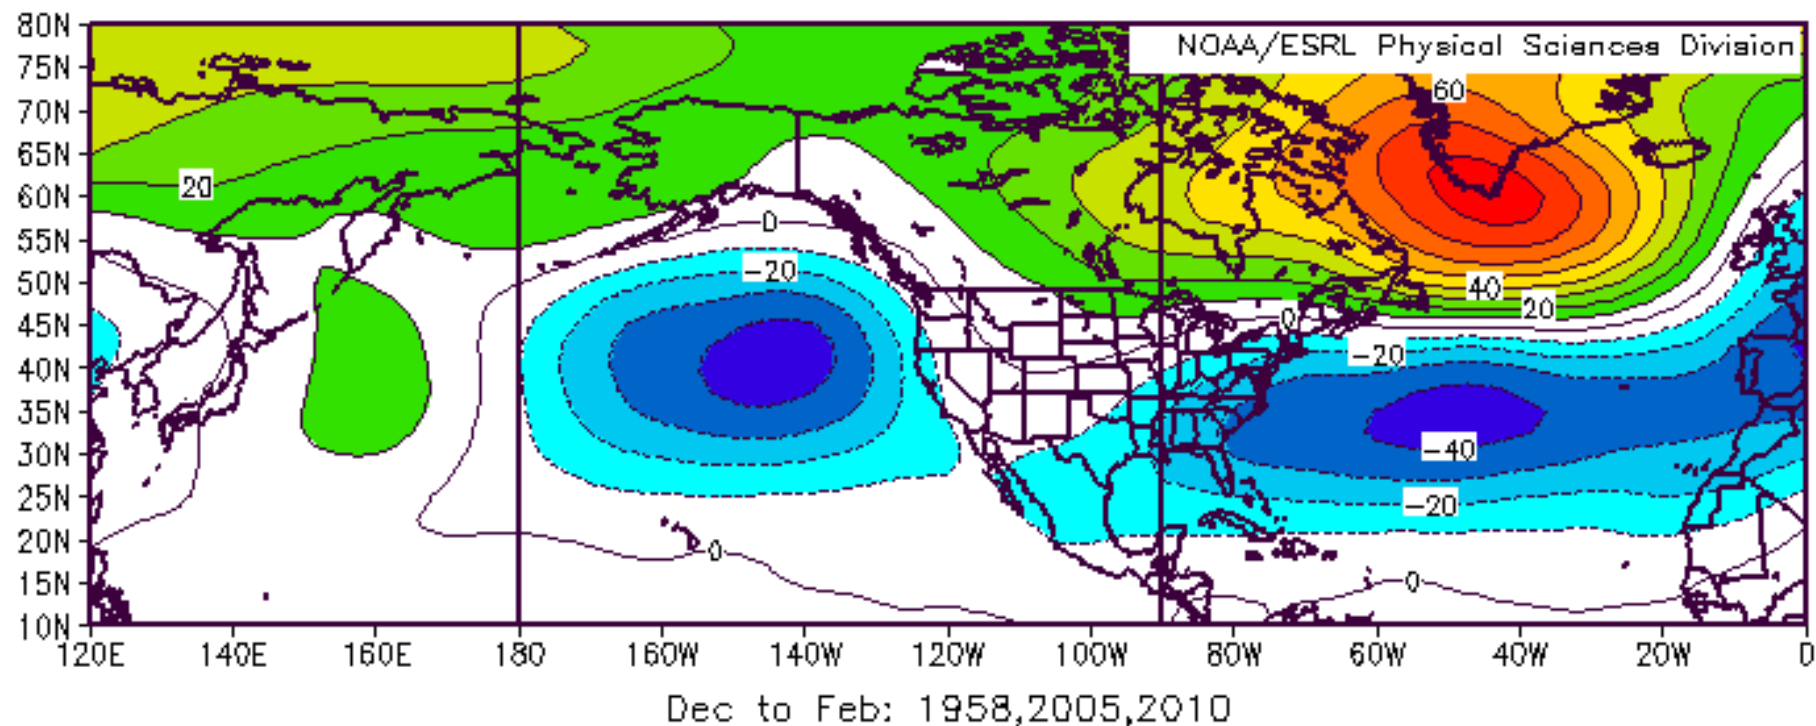 80N
NOAA/ESRL Physical Sciences Division
75N
60
70N
65N
20
60N
0
55N
-20
50N
40
20
45N
0
-20
40N
35N
-40
30N
25N
-20
20N
0
15N
0
10N
120E 140E 160E 180 160W 140W 120W 100W 80W 60W 40W 20W 0
Dec to Feb: 1958,2005,2010